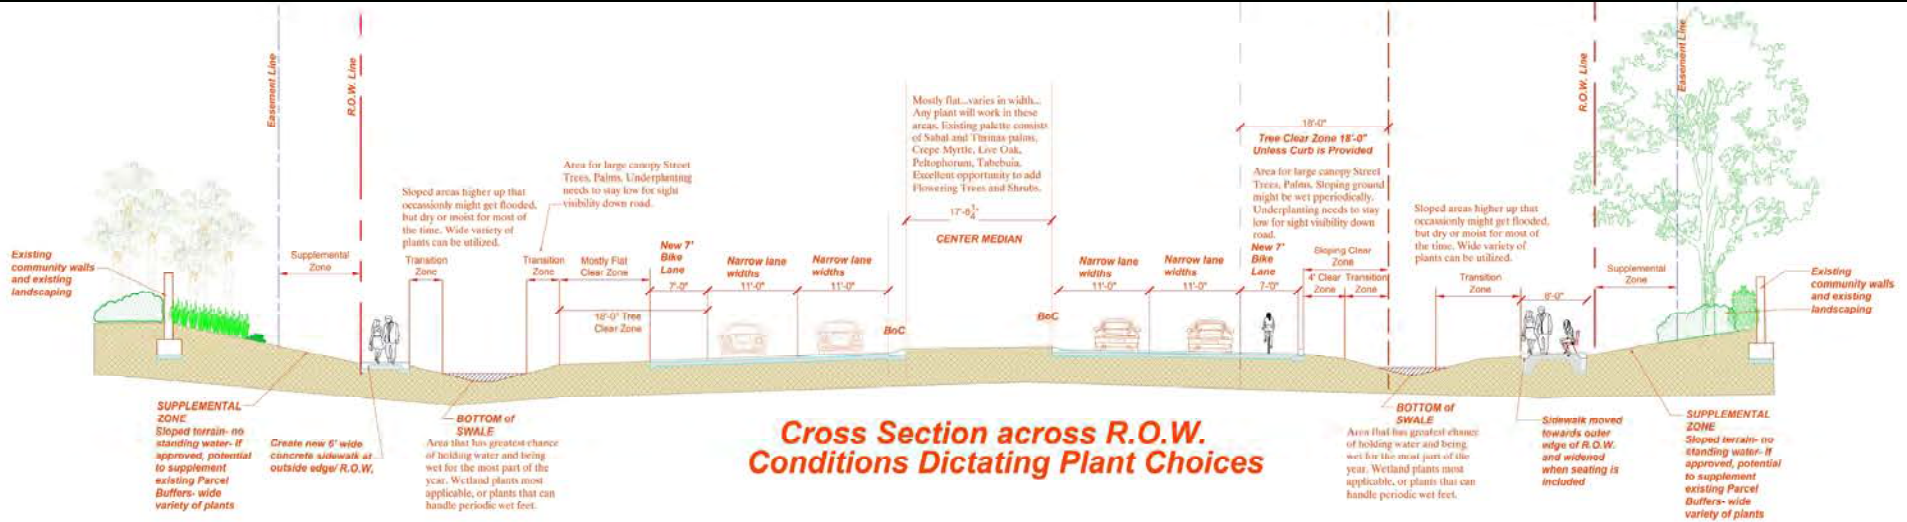 Easement Line
R.O.W. Line
Existing
community walls
and existing
landscaping
Supplemental
Zone
Sloped areas higher up that
occassionly might get flooded,
but dry or moist for most of
the time. Wide variety of
plants can be utilized.
Transition
Zone
Area for large canopy Street
Trees, Palms. Underplanting
needs to stay low for sight
visibility down road.
Transition
Zone
Mostly Flat
Clear Zone
18'-0" Tree
Clear Zone
New 7'
Bike
Lane
7'-0"
Narrow lane
widths
11'-0"
Narrow lane
widths
11'-0"
BoC
Mostly flat...varies in width...
Any plant will work in these
areas. Existing palette consists
of Sabal and Thrinax palms,
Crepe Myrtle, Live Oak,
Peltophorum, Tabebuia.
Excellent opportunity to add
Flowering Trees and Shrubs.
CENTER MEDIAN
BoC
Narrow lane
widths
11'-0"
Narrow lane
widths
11'-0"
18'-0"
Tree Clear Zone 18'-0"
Unless Curb is Provided
Area for large canopy Street
Trees, Palms. Sloping ground
might be wet pperiodically.
Underplanting needs to stay
low for sight visibility down
road.
New 7'
Bike
Lane
7'-0"
Sloping Clear
Zone
4' Clear
Zone
Transition
Zone
Sloped areas higher up that
occassionly might get flooded,
but dry or moist for most of
the time. Wide variety of
plants can be utilized.
Transition
Zone
R.O.W. Line
Easement Line
Supplemental
Zone
Existing
community walls
and existing
landscaping
SUPPLEMENTAL
ZONE
Sloped terrain- no
standing water- if
approved, potential
to supplement
existing Parcel
Buffers- wide
variety of plants
Create new 6' wide
concrete sidewalk at
outside edge/ R.O.W,
BOTTOM of
SWALE
Area that has greatest chance
of holding water and being
wet for the most part of the
year. Wetland plants most
applicable, or plants that can
handle periodic wet feet.
Cross Section across R.O.W.
Conditions Dictating Plant Choices
BOTTOM of
SWALE
Area that has greatest chance
of holding water and being
wet for the most part of the
year. Wetland plants most
applicable, or plants that can
handle periodic wet feet.
Sidewalk moved
towards outer
edge of R.O.W.
and widened
when seating is
included
SUPPLEMENTAL
ZONE
Sloped terrain- no
standing water- if
approved, potential
to supplement
existing Parcel
Buffers- wide
variety of plants